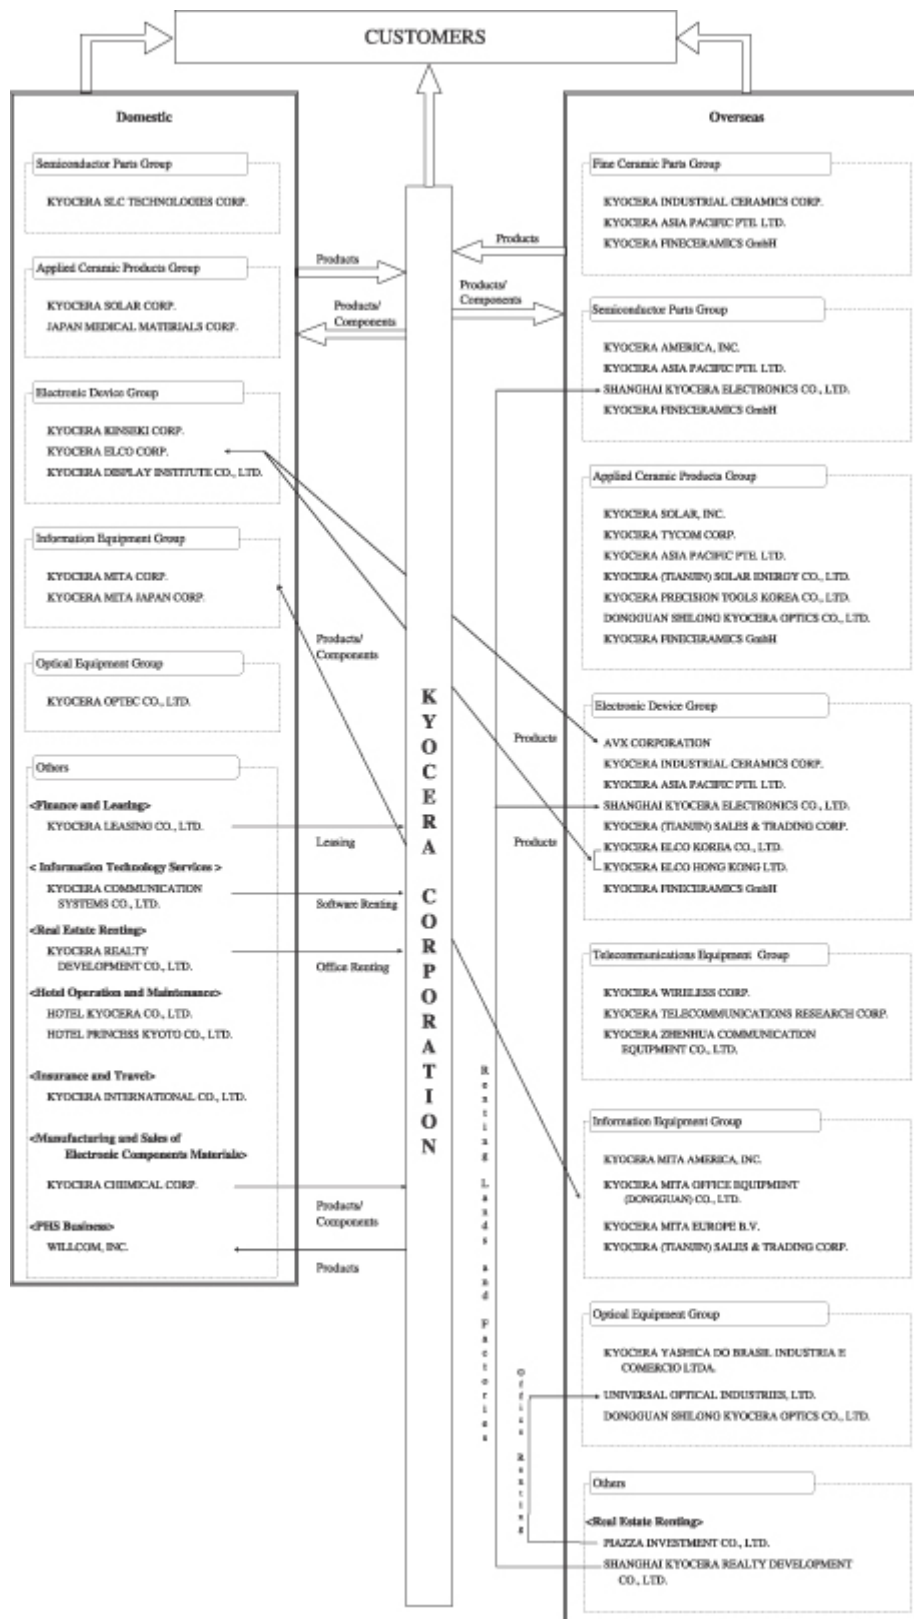 CUSTOMERS
Domestic
Semiconductor Parts Group
KYOCERA SLC TECHNOLOGIES CORP.
Applied Ceramic Products Group
KYOCERA SOLAR CORP.
JAPAN MEDICAL MATERIALS CORP.
Electronic Device Group
KYOCERA KINSEKI CORP.
KYOCERA ELCO CORP.
KYOCERA DISPLAY INSTITUTE CO., LTD.
Information Equipment Group
KYOCERA MITA CORP.
KYOCERA MITA JAPAN CORP.
Optical Equipment Group
KYOCERA OPTEC CO., LTD.
Others
<Finance and Leasing>
KYOCERA LEASING CO., LTD.
< Information Technology Services >
KYOCERA COMMUNICATION
SYSTEMS CO., LTD.
<Real Estate Renting>
KYOCERA REALTY
DEVELOPMENT CO., LTD.
<Hotel Operation and Maintenance>
HOTEL KYOCERA CO., LTD.
HOTEL PRINCESS KYOTO CO., LTD.
<Insurance and Travel>
KYOCERA INTERNATIONAL CO., LTD.
<Manufacturing and Sales of
Electronic Components Materials>
KYOCERA CHEMICAL CORP.
<PHS Business>
WILLCOM, INC.
Products
Products/
Components
Products/
Components
Leasing
Software Renting
Office Renting
Products/
Components
Products
KYOCERA CORPORATION
Products
Products/
Components
Products
Products
Renting Lands and Factories
Office Renting
Overseas
Fine Ceramic Parts Group
KYOCERA INDUSTRIAL CERAMICS CORP.
KYOCERA ASIA PACIFIC PTE. LTD.
KYOCERA FINECERAMICS GmbH
Semiconductor Parts Group
KYOCERA AMERICA, INC.
KYOCERA ASIA PACIFIC PTE. LTD.
SHANGHAI KYOCERA ELECTRONICS CO., LTD.
KYOCERA FINECERAMICS GmbH
Applied Ceramic Products Group
KYOCERA SOLAR, INC.
KYOCERA TYCOM CORP.
KYOCERA ASIA PACIFIC PTE. LTD.
KYOCERA (TIANJIN) SOLAR ENERGY CO., LTD.
KYOCERA PRECISION TOOLS KOREA CO., LTD.
DONGGUAN SHILONG KYOCERA OPTICS CO., LTD.
KYOCERA FINECERAMICS GmbH
Electronic Device Group
AVX CORPORATION
KYOCERA INDUSTRIAL CERAMICS CORP.
KYOCERA ASIA PACIFIC PTE. LTD.
SHANGHAI KYOCERA ELECTRONICS CO., LTD.
KYOCERA (TIANJIN) SALES & TRADING CORP.
KYOCERA ELCO KOREA CO., LTD.
KYOCERA ELCO HONG KONG LTD.
KYOCERA FINECERAMICS GmbH
Telecommunications Equipment Group
KYOCERA WIRELESS CORP.
KYOCERA TELECOMMUNICATIONS RESEARCH CORP.
KYOCERA ZHENHUA COMMUNICATION
EQUIPMENT CO., LTD.
Information Equipment Group
KYOCERA MITA AMERICA, INC.
KYOCERA MITA OFFICE EQUIPMENT
(DONGGUAN) CO., LTD.
KYOCERA MITA EUROPE B.V.
KYOCERA (TIANJIN) SALES & TRADING CORP.
Optical Equipment Group
KYOCERA YASHICA DO BRASIL INDUSTRIA E
COMERCIO LTDA.
UNIVERSAL OPTICAL INDUSTRIES, LTD.
DONGGUAN SHILONG KYOCERA OPTICS CO., LTD.
Others
<Real Estate Renting>
PIAZZA INVESTMENT CO., LTD.
SHANGHAI KYOCERA REALTY DEVELOPMENT
CO., LTD.